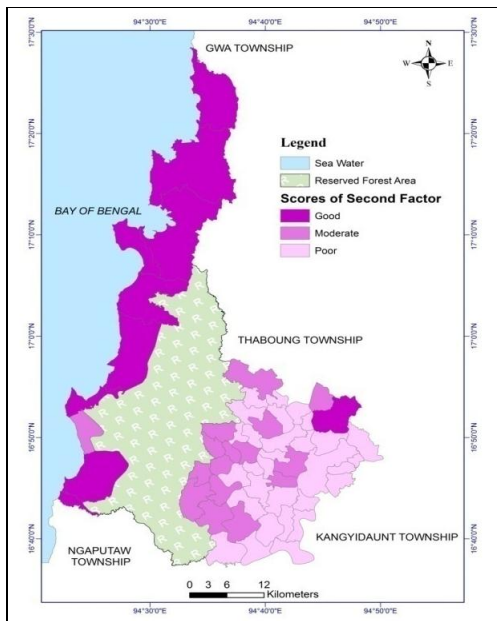 94°30'0"E 94°40'0"E 94°50'0"E
17°30'0"N
17°20'0"N
17°10'0"N
17°0'0"N
16°50'0"N
16°40'0"N
GWA TOWNSHIP
N
W E
S
Legend
Sea Water
Reserved Forest Area
Scores of Second Factor
Good
Moderate
Poor
BAY OF BENGAL
THABOUNG TOWNSHIP
KANGYIDAUNT TOWNSHIP
NGAPUTAW
TOWNSHIP
0 3 6 12
Kilometers
17°30'0"N
17°20'0"N
17°10'0"N
17°0'0"N
16°50'0"N
16°40'0"N
94°30'0"E 94°40'0"E 94°50'0"E